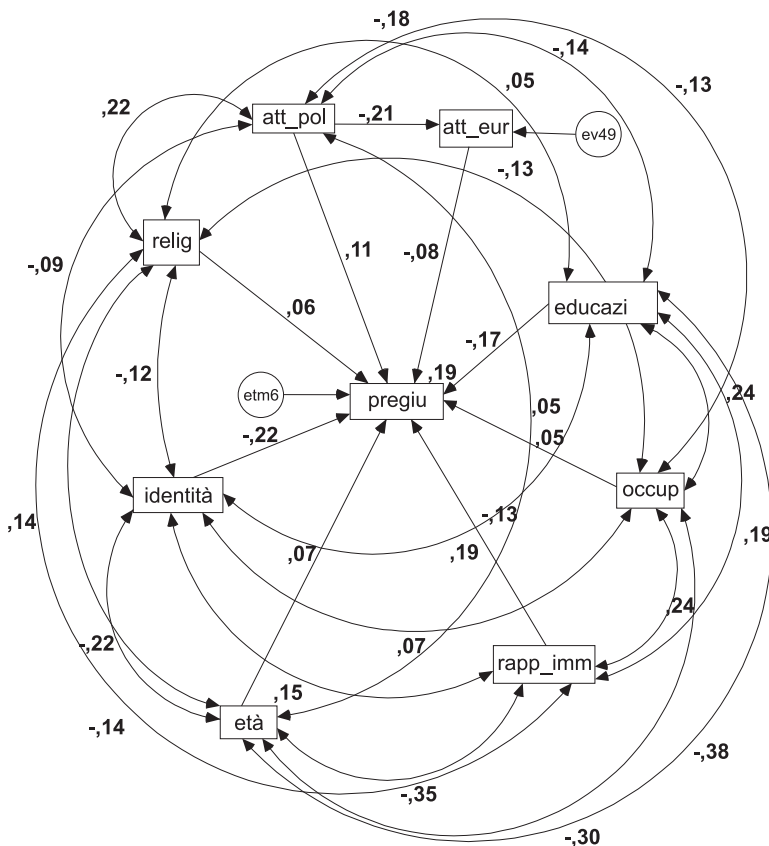 -,18
-,14
,05
-,13
,22
att_pol
-,21
att_eur
ev49
-,13
relig
-,09
,11
-,08
educazi
,06
-,17
-,12
,19
etm6
pregiu
,05
,24
-,22
,05
identità
occup
-,13
,14
,07
,19
,19
,24
-,22
,07
rapp_imm
,15
età
-,14
-,38
-,35
-,30